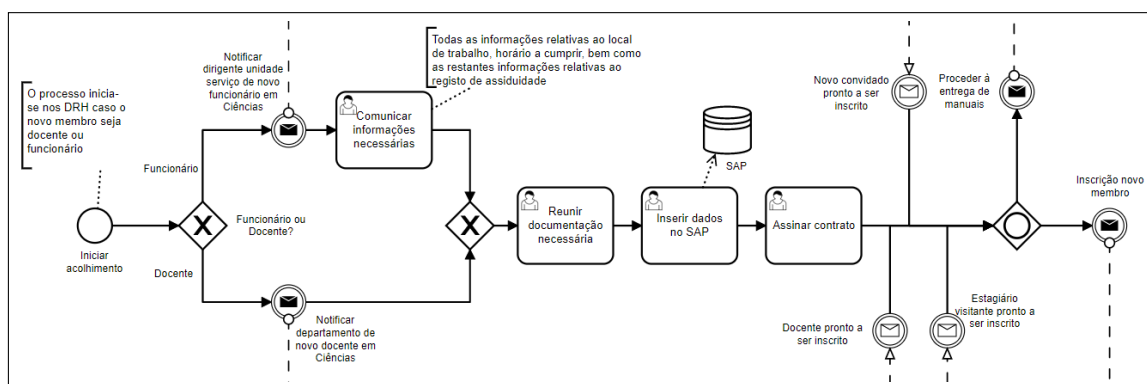 O processo inicia-
se nos DRH caso o
novo membro seja
docente ou
funcionário
Iniciar
acolhimento
Funcionário
Funcionário ou
Docente?
Docente
Notificar
dirigente unidade
serviço de novo
funcionário em
Ciências
Notificar
departamento de
novo docente em
Ciências
Todas as informações relativas ao local
de trabalho, horário a cumprir, bem como
as restantes informações relativas ao
registo de assiduidade
Comunicar
informações
necessárias
Reunir
documentação
necessária
Inserir dados
no SAP
SAP
Assinar contrato
Novo convidado
pronto a ser
inscrito
Docente pronto a
ser inscrito
Estagiário
visitante pronto a
ser inscrito
Proceder à
entrega de
manuais
Inscrição novo
membro